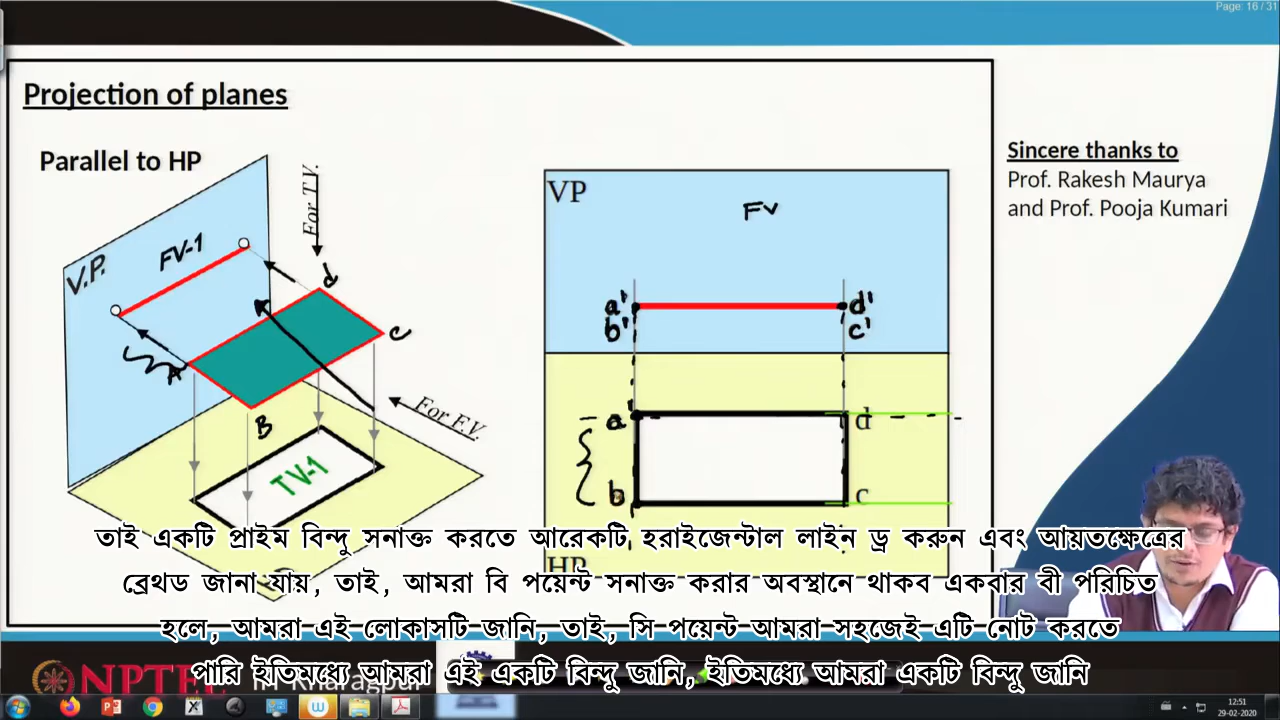 Page: 16 / 31
Projection of planes
Parallel to HP
For T.V.
V.P.
FV-1
d
c
A
B
For F.V.
TV-1
VP
FV
a' d'
b' c'
a' d
b c
HP
Sincere thanks to
Prof. Rakesh Maurya
and Prof. Pooja Kumari
তাই একটি প্রাইম বিন্দু সনাক্ত করতে আরেকটি হরাইজেন্টাল লাইন ড্র করুন এবং আয়তক্ষেত্রের
ব্রেথড জানা যায়, তাই, আমরা বি পয়েন্ট সনাক্ত করার অবস্থানে থাকব একবার বী পরিচিত
হলে, আমরা এই লোকাসটি জানি, তাই, সি পয়েন্ট আমরা সহজেই এটি নোট করতে
পারি ইতিমধ্যে আমরা এই একটি বিন্দু জানি, ইতিমধ্যে আমরা একটি বিন্দু জানি
NPTEL
12:51
29-02-2020